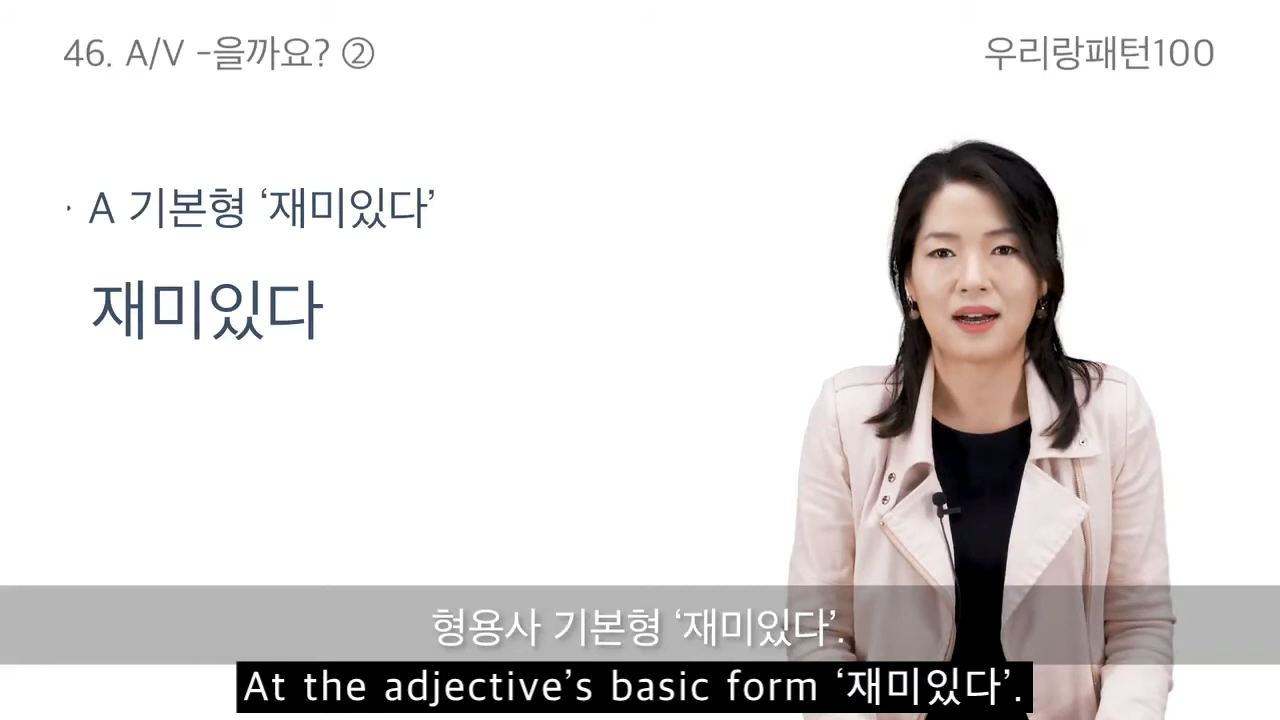 46. A/V -을까요? ②
우리랑패턴100
· A 기본형 ‘재미있다’
재미있다
형용사 기본형 ‘재미있다’.
At the adjective’s basic form ‘재미있다’.